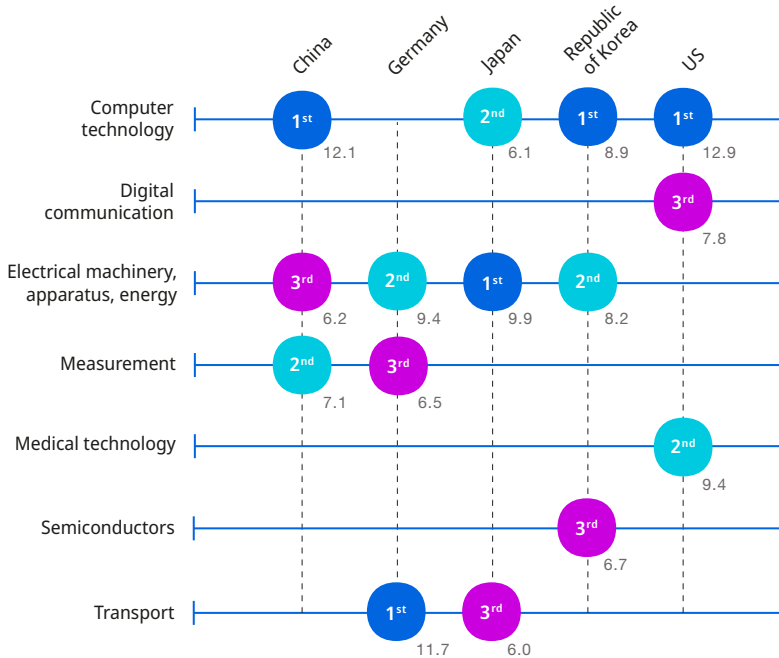 China
Germany
Japan
Republic
of Korea
US
Computer
technology
1st
2nd
1st
1st
12.1
6.1
8.9
12.9
Digital
communication
3rd
7.8
Electrical machinery,
apparatus, energy
3rd
2nd
1st
2nd
6.2
9.4
9.9
8.2
Measurement
2nd
3rd
7.1
6.5
Medical technology
2nd
9.4
Semiconductors
3rd
6.7
Transport
1st
3rd
11.7
6.0